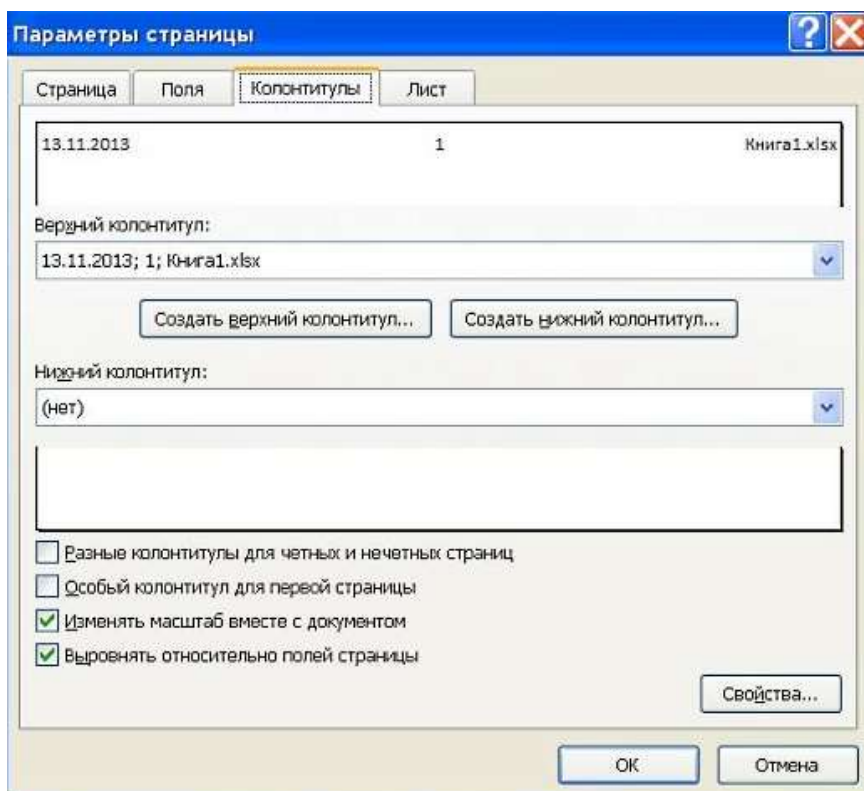 Параметры страницы
Страница Поля Колонтитулы Лист
13.11.2013 1 Книга1.xlsx
Верхний колонтитул:
13.11.2013; 1; Книга1.xlsx
Создать верхний колонтитул... Создать нижний колонтитул...
Нижний колонтитул:
(нет)
Разные колонтитулы для четных и нечетных страниц
Особый колонтитул для первой страницы
Изменять масштаб вместе с документом
Выровнять относительно полей страницы
Свойства...
ОК Отмена